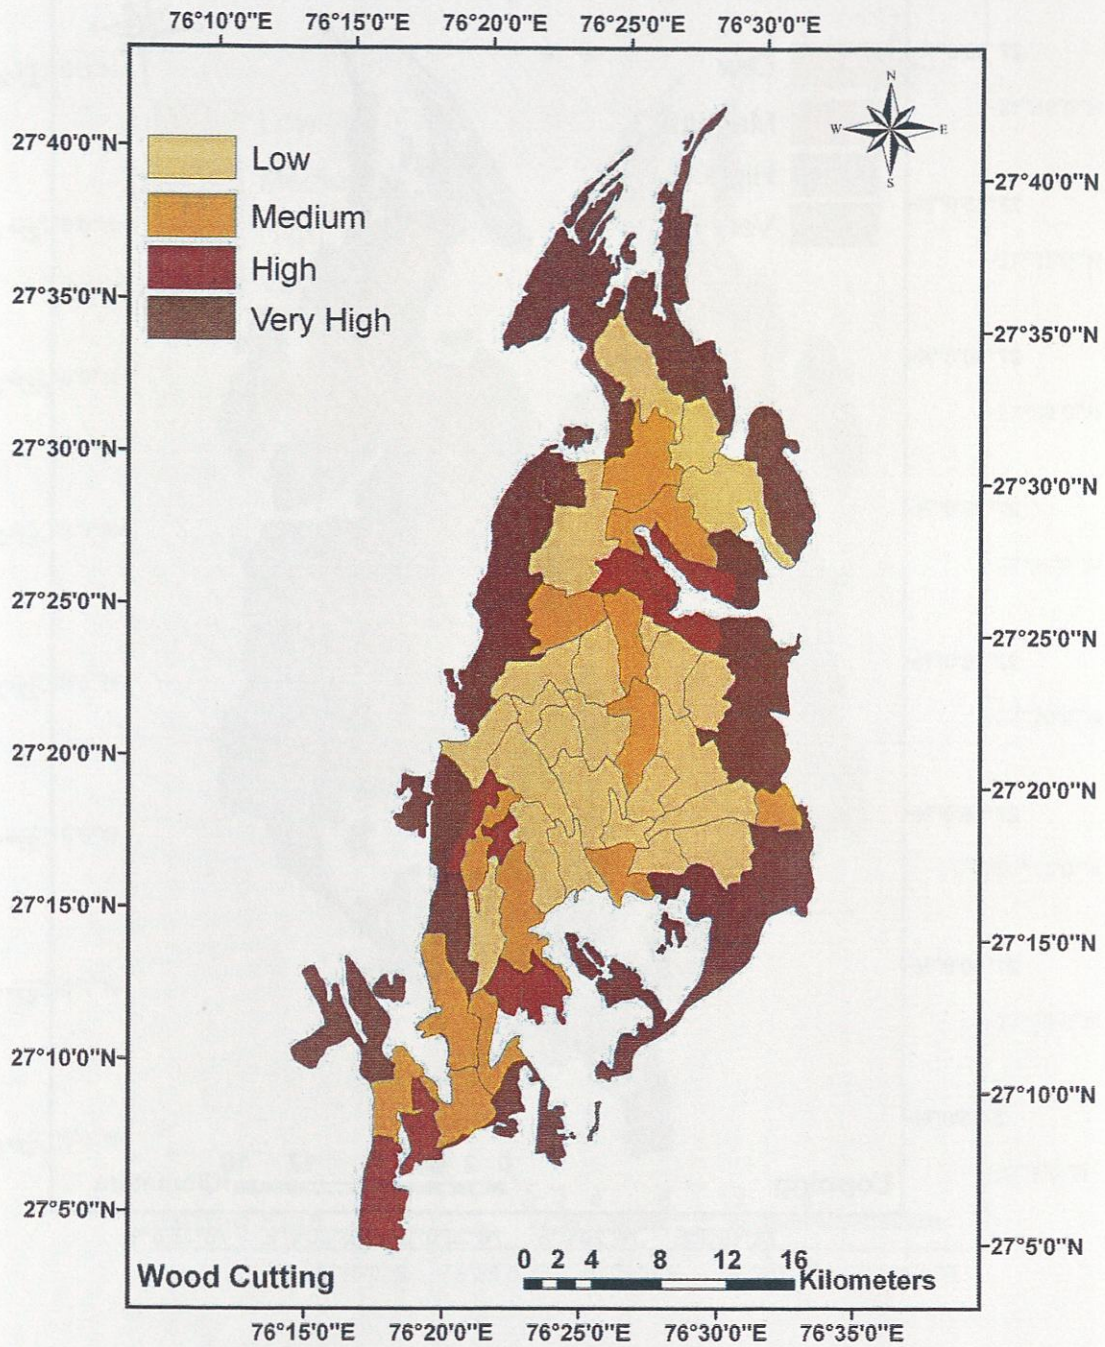 76°10'0"E 76°15'0"E 76°20'0"E 76°25'0"E 76°30'0"E
N
W E
S
27°40'0"N
27°35'0"N
27°30'0"N
27°25'0"N
27°20'0"N
27°15'0"N
27°10'0"N
27°5'0"N
Low
Medium
High
Very High
27°40'0"N
27°35'0"N
27°30'0"N
27°25'0"N
27°20'0"N
27°15'0"N
27°10'0"N
27°5'0"N
Wood Cutting
0 2 4 8 12 16
Kilometers
76°15'0"E 76°20'0"E 76°25'0"E 76°30'0"E 76°35'0"E